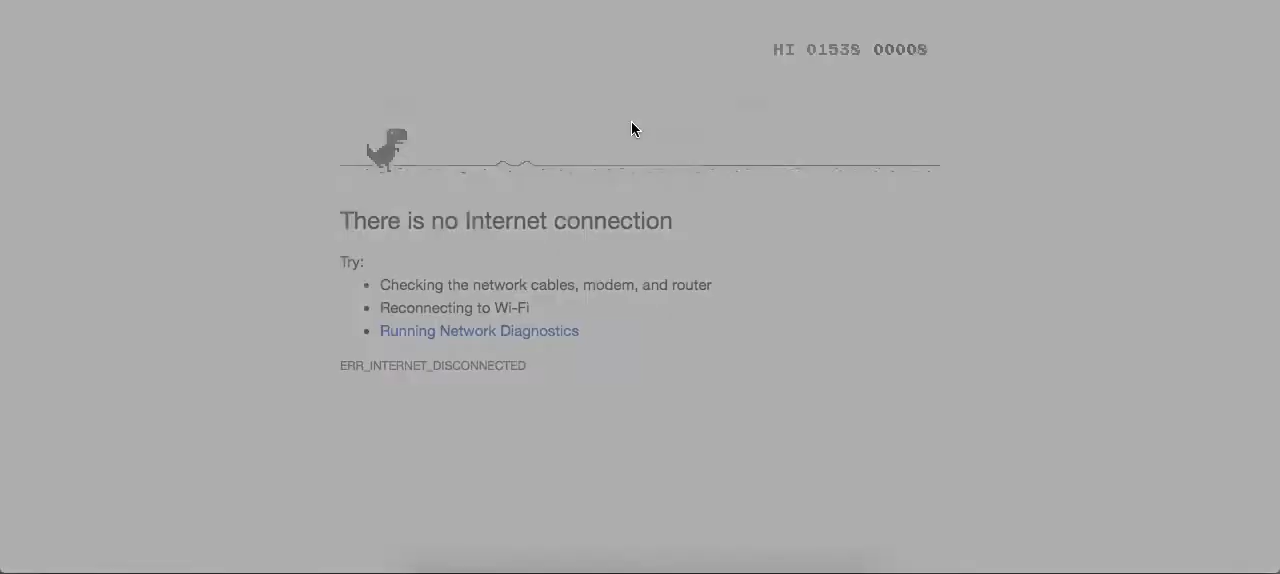 HI 01538 00008
There is no Internet connection
Try:
• Checking the network cables, modem, and router
• Reconnecting to Wi-Fi
• Running Network Diagnostics
ERR_INTERNET_DISCONNECTED